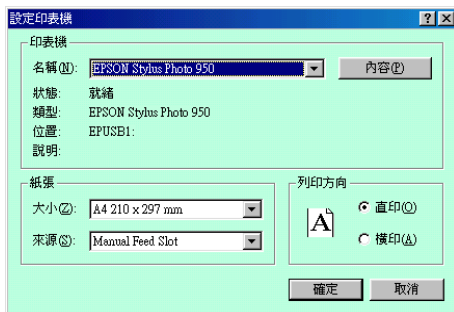 設定印表機
印表機
名稱(N): EPSON Stylus Photo 950 內容(P)
狀態: 就緒
類型: EPSON Stylus Photo 950
位置: EPUSB1:
說明:
紙張
大小(Z): A4 210 x 297 mm
來源(S): Manual Feed Slot
列印方向
A
直印(O)
橫印(A)
確定 取消